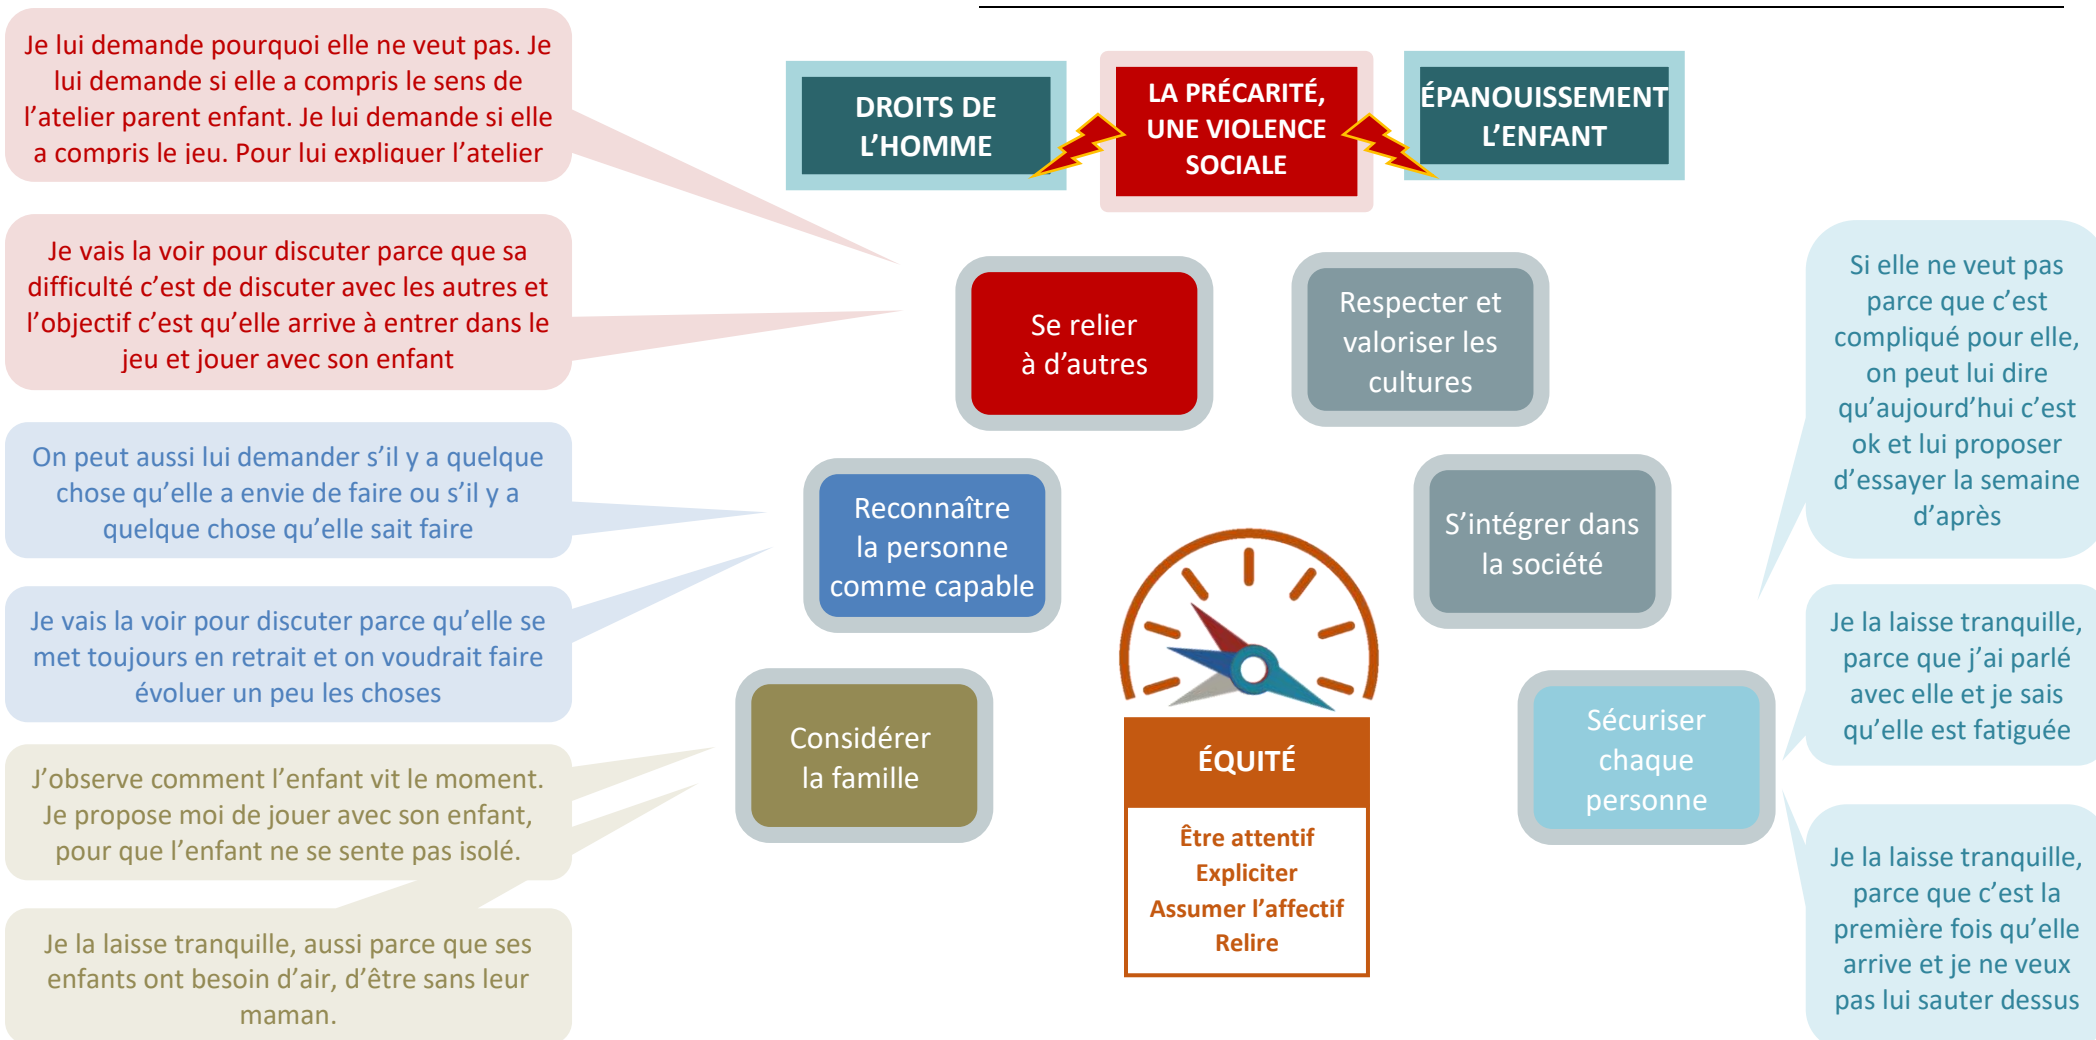 Je lui demande pourquoi elle ne veut pas. Je
lui demande si elle a compris le sens de
l’atelier parent enfant. Je lui demande si elle
a compris le jeu. Pour lui expliquer l’atelier
Je vais la voir pour discuter parce que sa
difficulté c’est de discuter avec les autres et
l’objectif c’est qu’elle arrive à entrer dans le
jeu et jouer avec son enfant
On peut aussi lui demander s’il y a quelque
chose qu’elle a envie de faire ou s’il y a
quelque chose qu’elle sait faire
Je vais la voir pour discuter parce qu’elle se
met toujours en retrait et on voudrait faire
évoluer un peu les choses
J’observe comment l’enfant vit le moment.
Je propose moi de jouer avec son enfant,
pour que l’enfant ne se sente pas isolé.
Je la laisse tranquille, aussi parce que ses
enfants ont besoin d’air, d’être sans leur
maman.
DROITS DE
L’HOMME
LA PRÉCARITÉ,
UNE VIOLENCE
SOCIALE
ÉPANOUISSEMENT
L’ENFANT
Se relier
à d’autres
Respecter et
valoriser les
cultures
Reconnaître
la personne
comme capable
S’intégrer dans
la société
Considérer
la famille
Sécuriser
chaque
personne
ÉQUITÉ
Être attentif
Expliciter
Assumer l’affectif
Relire
Si elle ne veut pas
parce que c’est
compliqué pour elle,
on peut lui dire
qu’aujourd’hui c’est
ok et lui proposer
d’essayer la semaine
d’après
Je la laisse tranquille,
parce que j’ai parlé
avec elle et je sais
qu’elle est fatiguée
Je la laisse tranquille,
parce que c’est la
première fois qu’elle
arrive et je ne veux
pas lui sauter dessus